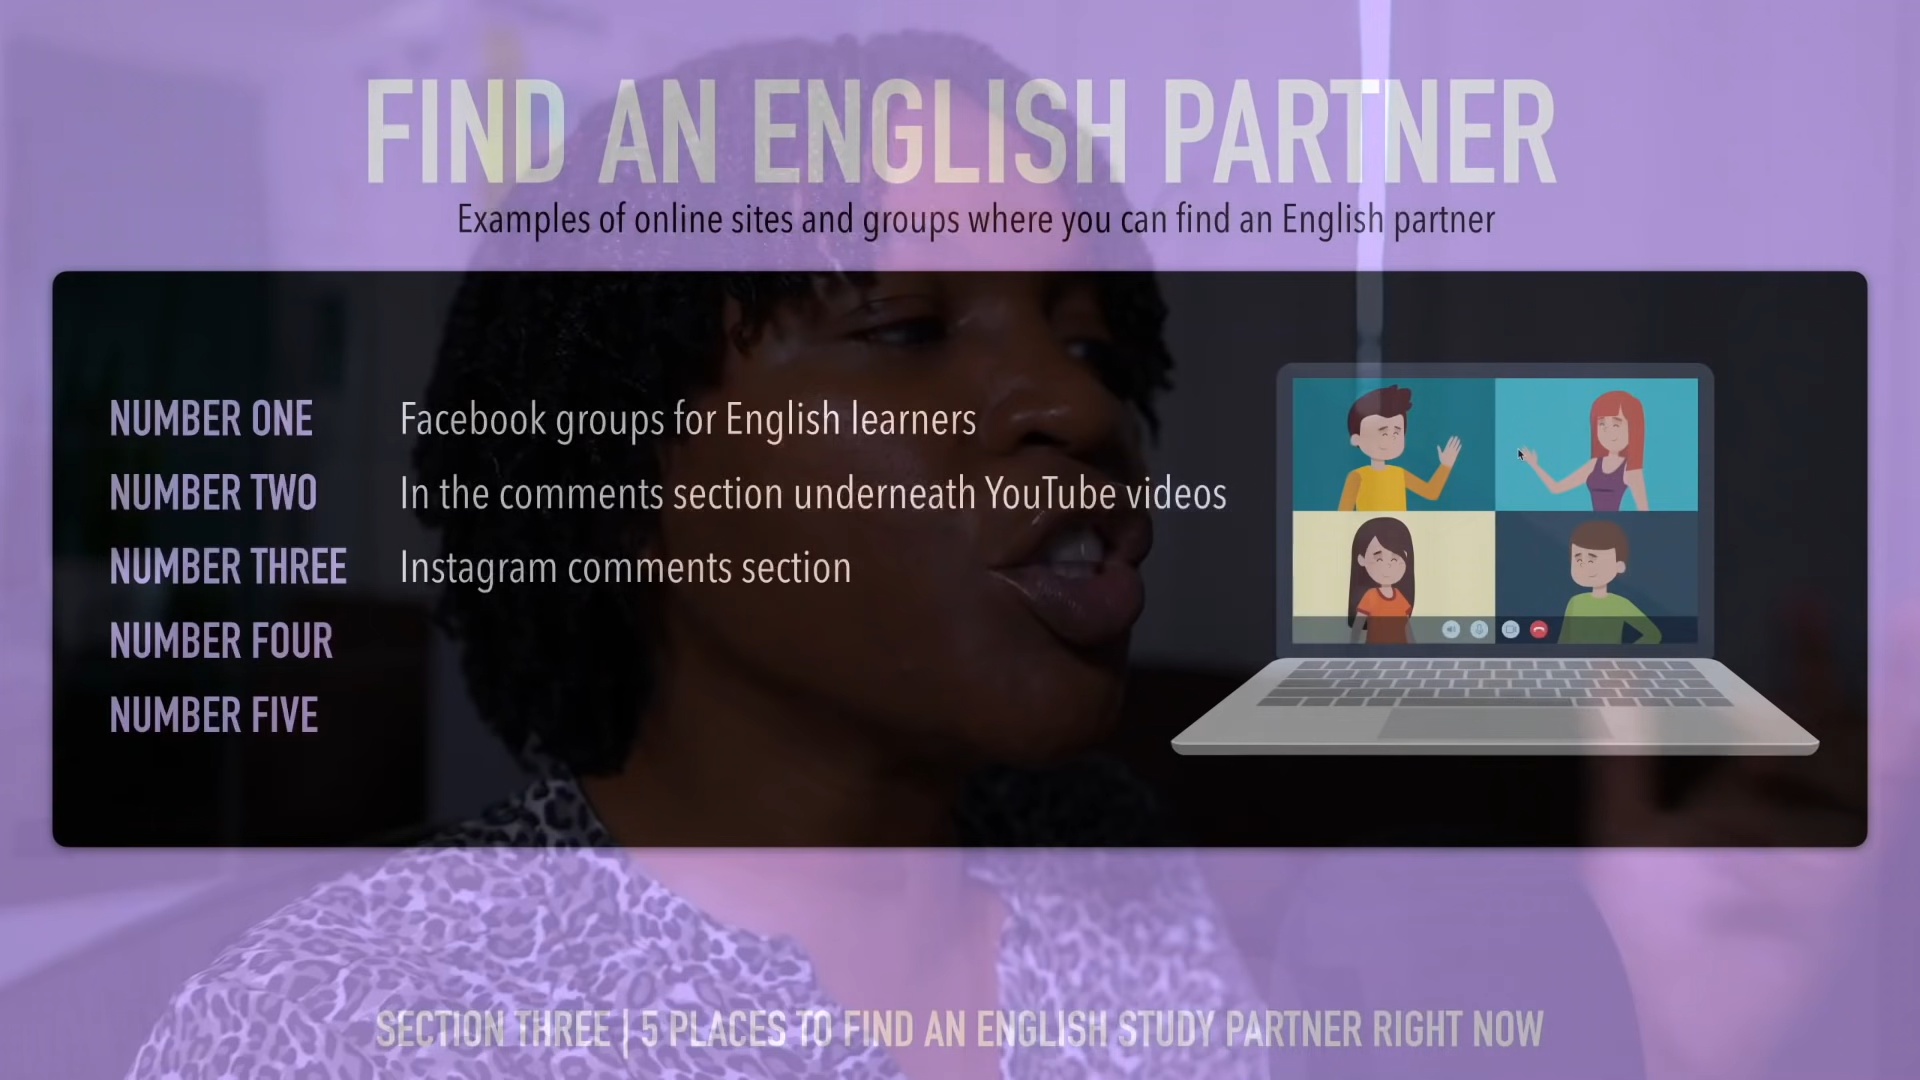 FIND AN ENGLISH PARTNER
Examples of online sites and groups where you can find an English partner
NUMBER ONE Facebook groups for English learners
NUMBER TWO In the comments section underneath YouTube videos
NUMBER THREE Instagram comments section
NUMBER FOUR
NUMBER FIVE
SECTION THREE | 5 PLACES TO FIND AN ENGLISH STUDY PARTNER RIGHT NOW